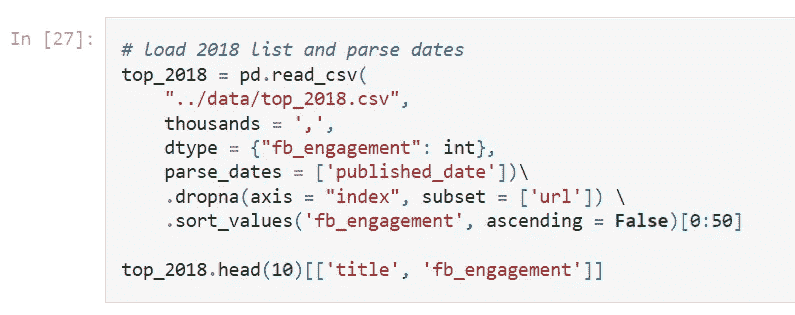 In [27]:
# load 2018 list and parse dates
top_2018 = pd.read_csv(
    "../data/top_2018.csv",
    thousands = ',',
    dtype = {"fb_engagement": int},
    parse_dates = ['published_date'])\
    .dropna(axis = "index", subset = ['url']) \
    .sort_values('fb_engagement', ascending = False)[0:50]

top_2018.head(10)[['title', 'fb_engagement']]